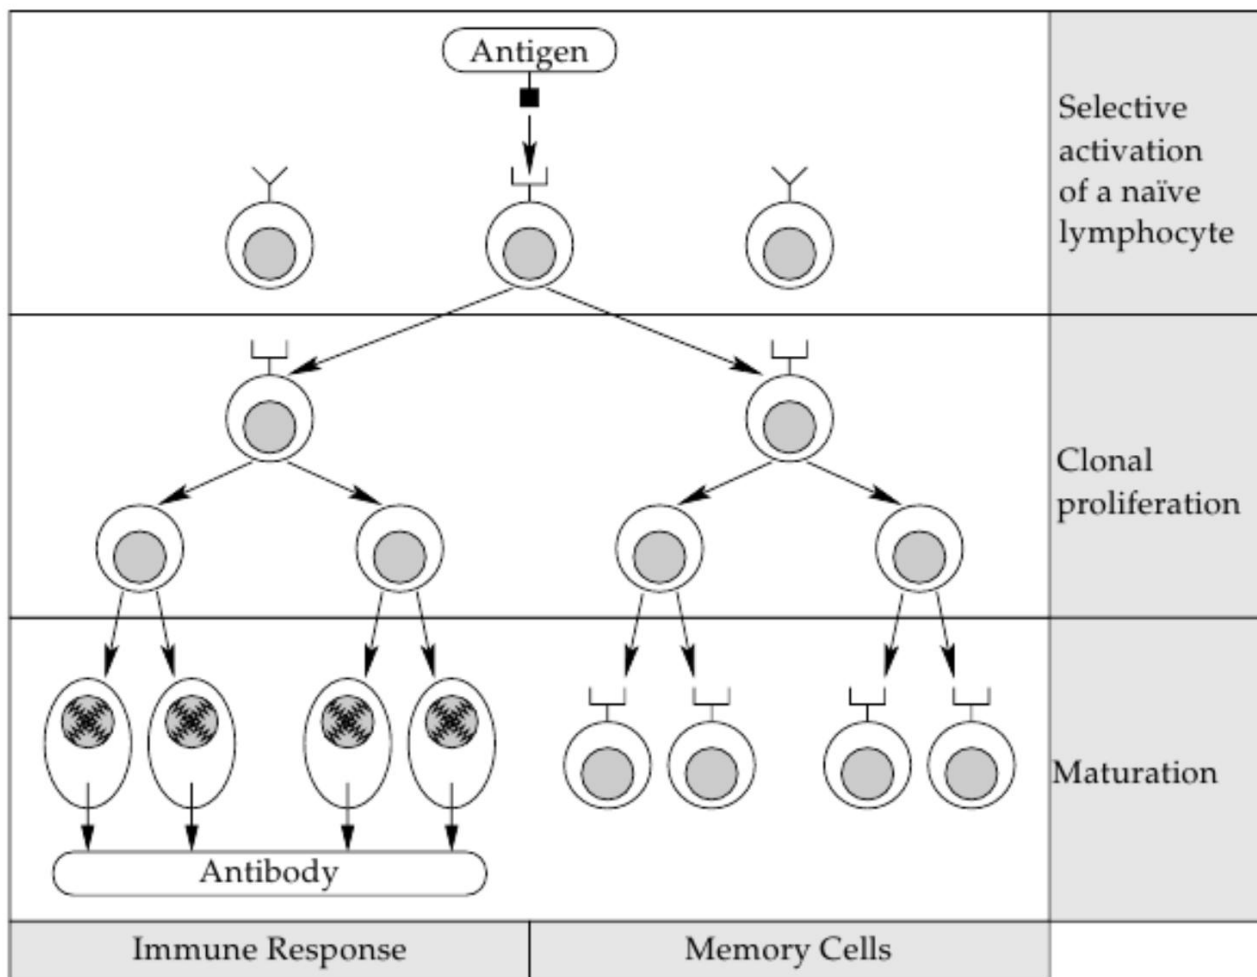 Antigen
Selective
activation
of a naïve
lymphocyte
Clonal
proliferation
Maturation
Antibody
Immune Response
Memory Cells